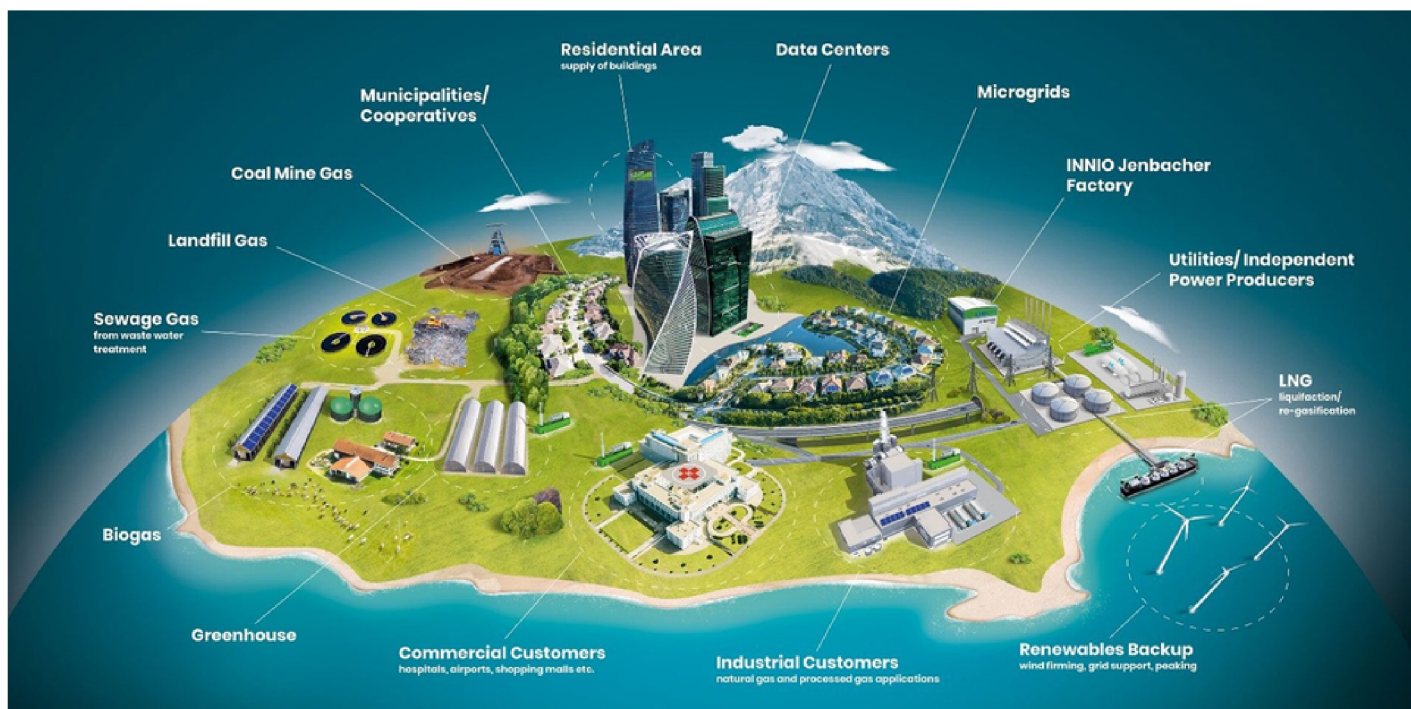 Residential Area
supply of buildings
Data Centers
Municipalities/
Cooperatives
Microgrids
Coal Mine Gas
INNIO Jenbacher
Factory
Landfill Gas
Utilities/ Independent
Power Producers
Sewage Gas
from waste water
treatment
LNG
liquifaction/
re-gasification
Biogas
Greenhouse
Commercial Customers
hospitals, airports, shopping malls etc.
Industrial Customers
natural gas and processed gas applications
Renewables Backup
wind firming, grid support, peaking